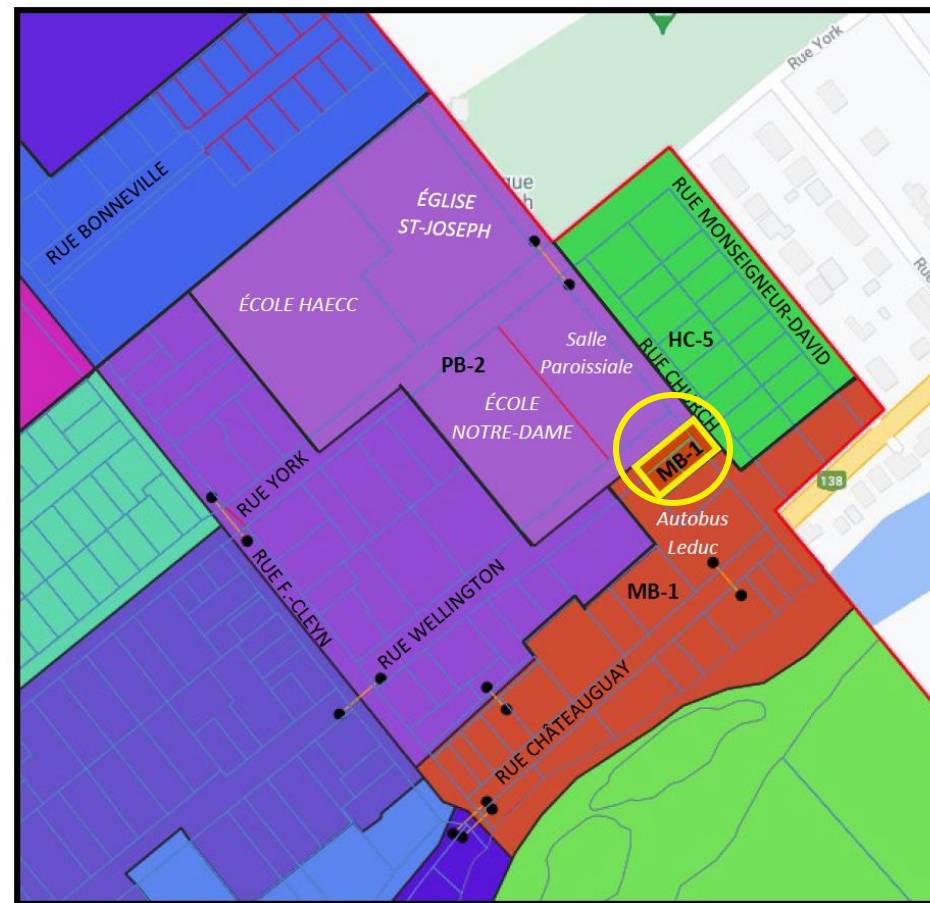 Rue York
que
h
ÉGLISE
ST-JOSEPH
RUE BONNEVILLE
RUE MONSEIGNEUR-DAVID
ÉCOLE HAECC
HC-5
Salle
Paroissiale
PB-2
RUE CHURCH
ÉCOLE
NOTRE-DAME
MB-1
138
RUE YORK
Autobus
Leduc
RUE F.-CLEYN
RUE WELLINGTON
MB-1
RUE CHÂTEAUGUAY